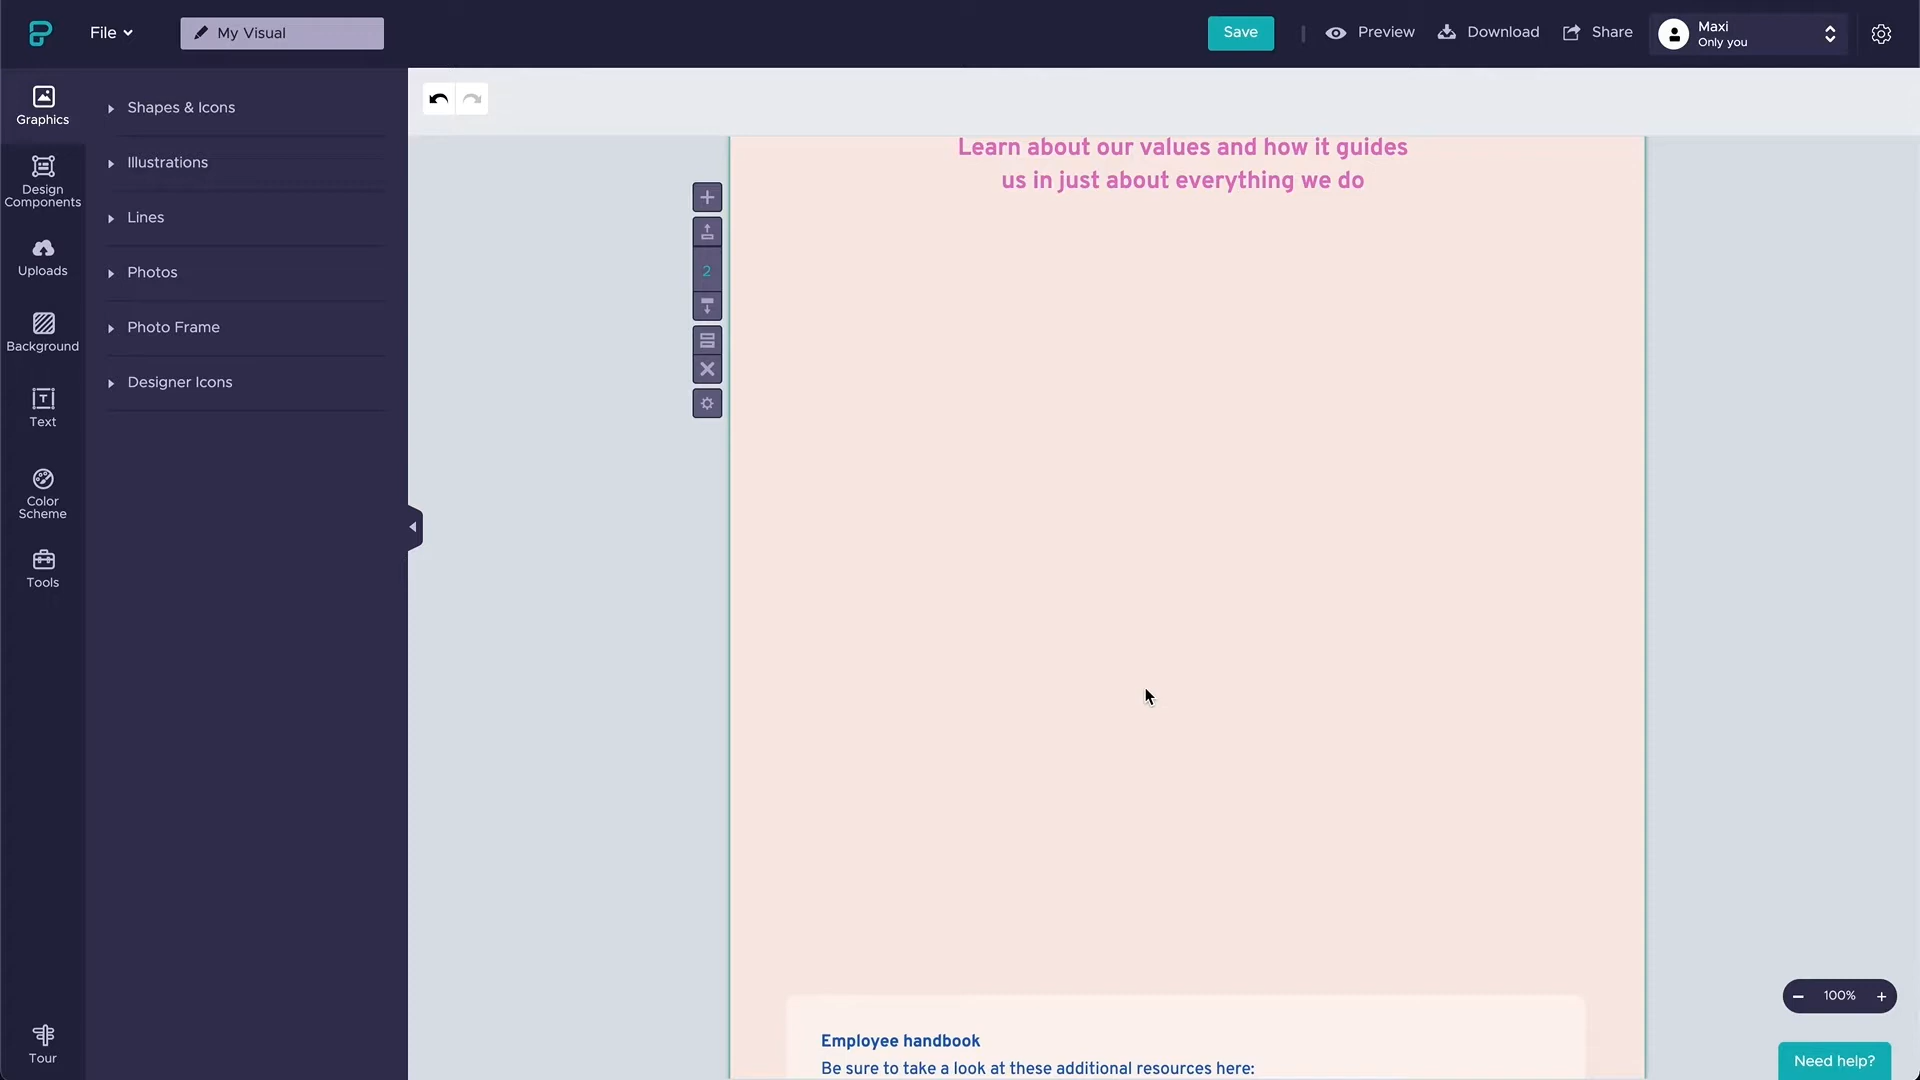 File
My Visual
Save
Preview
Download
Share
Maxi
Only you
Graphics
Design
Components
Uploads
Background
Text
Color
Scheme
Tools
Tour
Shapes & Icons
Illustrations
Lines
Photos
Photo Frame
Designer Icons
2
Learn about our values and how it guides
us in just about everything we do
Employee handbook
Be sure to take a look at these additional resources here:
100%
Need help?